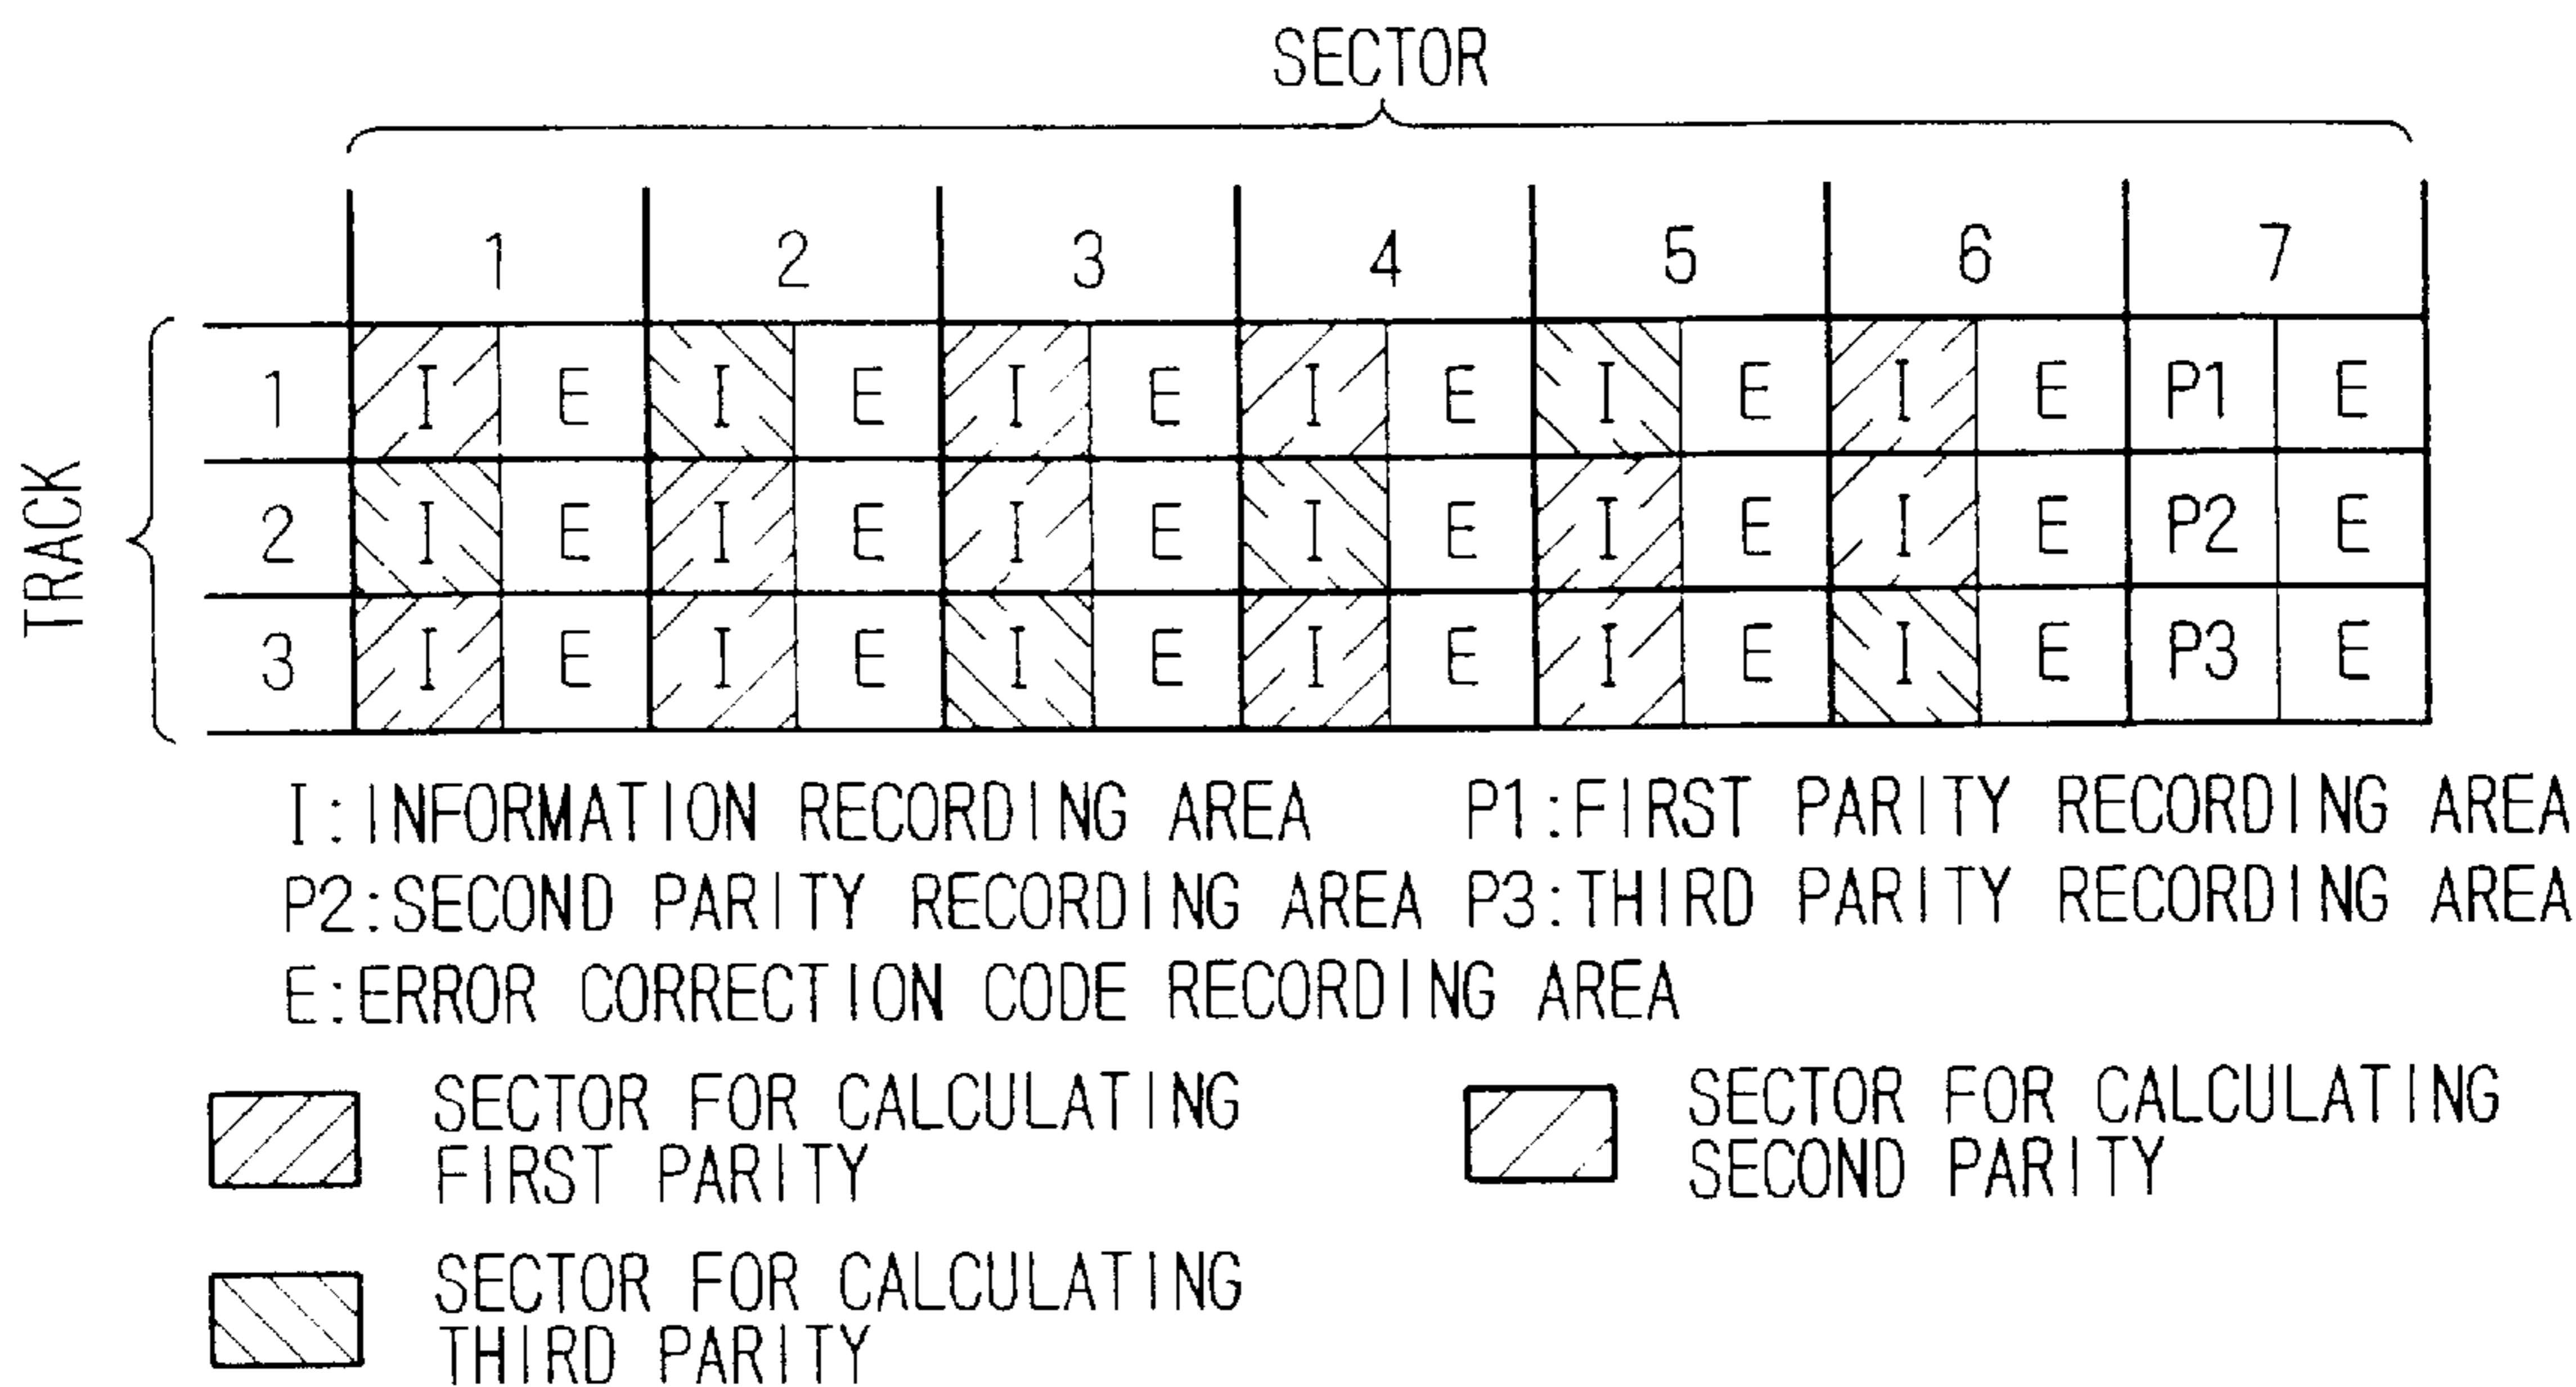 SECTOR
1 2 3 4 5 6 7
TRACK
1 I E I E I E I E I E I E P1 E
2 I E I E I E I E I E I E P2 E
3 I E I E I E I E I E I E P3 E
I:INFORMATION RECORDING AREA P1:FIRST PARITY RECORDING AREA
P2:SECOND PARITY RECORDING AREA P3:THIRD PARITY RECORDING AREA
E:ERROR CORRECTION CODE RECORDING AREA
SECTOR FOR CALCULATING
FIRST PARITY
SECTOR FOR CALCULATING
SECOND PARITY
SECTOR FOR CALCULATING
THIRD PARITY